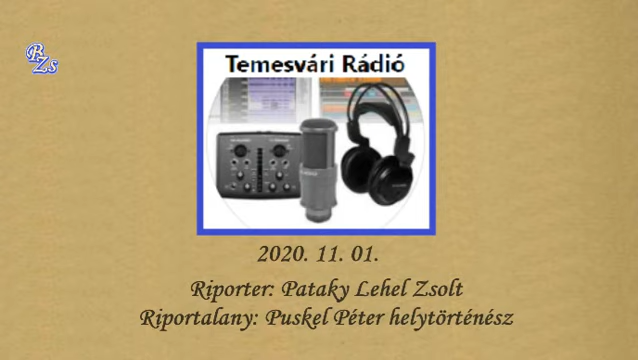 RZs
Temesvári Rádió
2020. 11. 01.
Riporter: Pataky Lehel Zsolt
Riportalany: Puskel Péter helytörténész